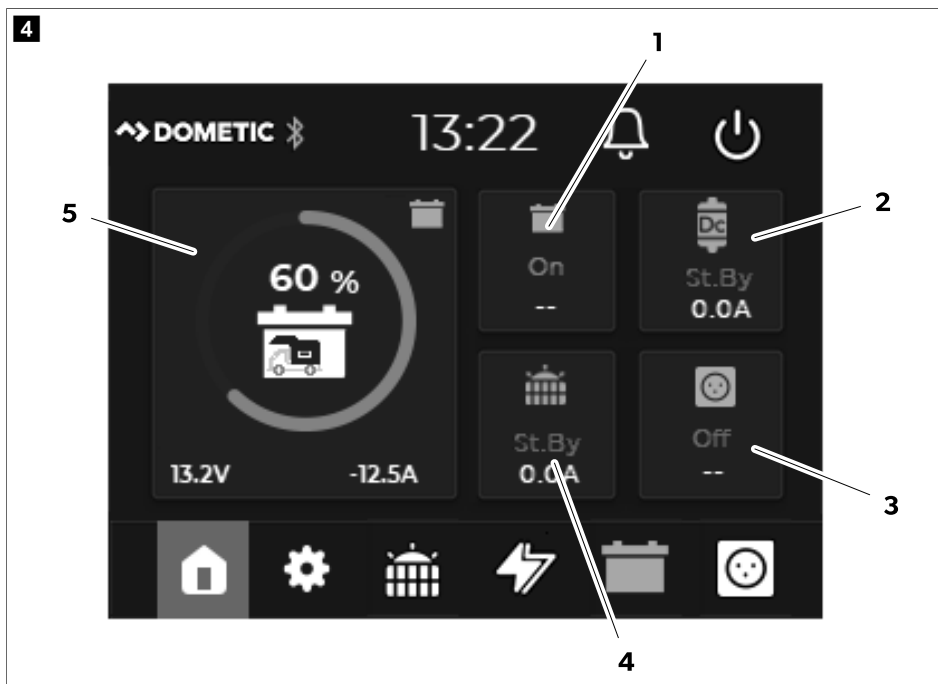 4
1
DOMETIC 13:22
5
2
60 %
On
--
Dc
St.By
0.0A
13.2V -12.5A
St.By
0.0A
Off
--
3
4